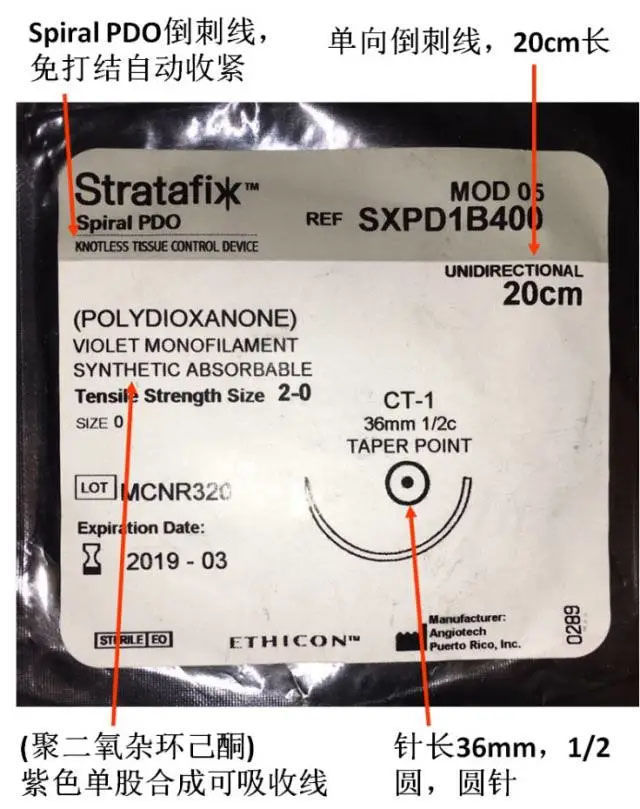 Spiral PDO倒刺线，
免打结自动收紧
单向倒刺线，20cm长
Stratafix™
Spiral PDO
KNOTLESS TISSUE CONTROL DEVICE
MOD 05
REF SXPD1B400
UNIDIRECTIONAL
20cm
(POLYDIOXANONE)
VIOLET MONOFILAMENT
SYNTHETIC ABSORBABLE
Tensile Strength Size 2-0
SIZE 0
CT-1
36mm 1/2c
TAPER POINT
LOT MCNR320
Expiration Date:
2019 - 03
STERILE EO
ETHICON™
Manufacturer:
Angiotech
Puerto Rico, Inc.
0289
(聚二氧杂环己酮)
紫色单股合成可吸收线
针长36mm，1/2
圆，圆针